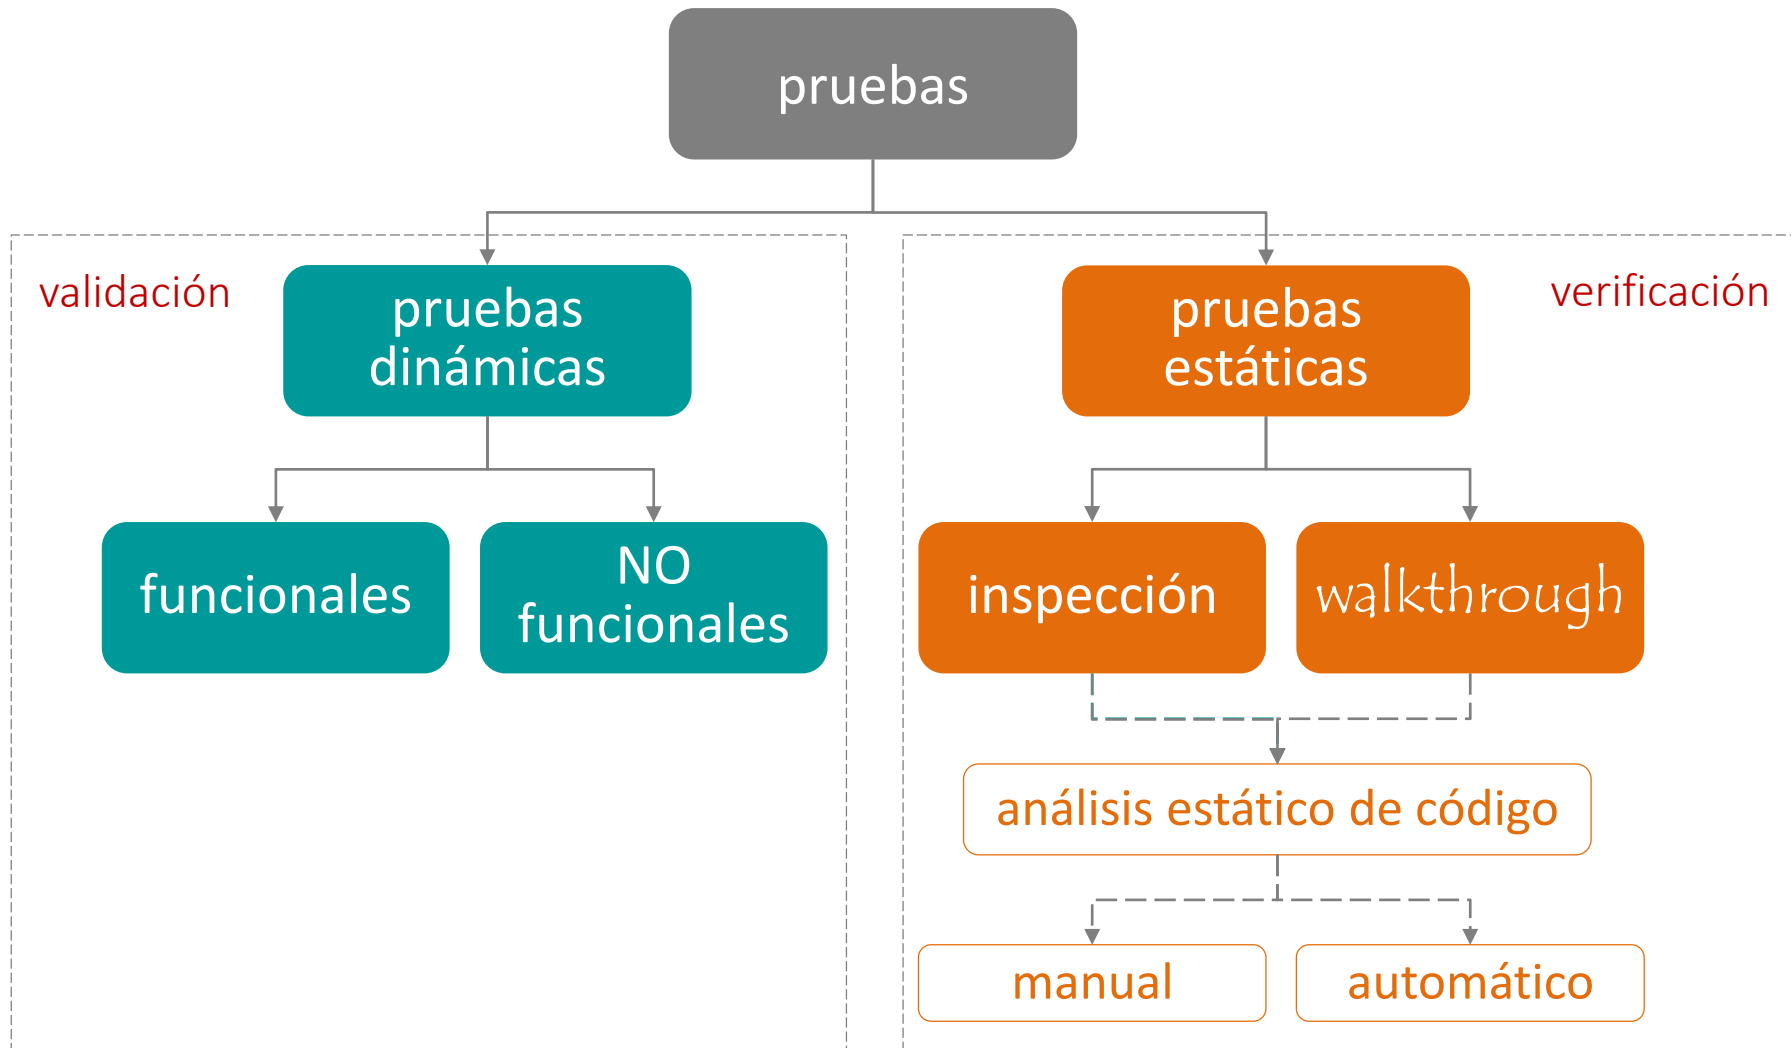 pruebas
validación
pruebas
dinámicas
pruebas
estáticas
verificación
funcionales
NO
funcionales
inspección
walkthrough
análisis estático de código
manual
automático